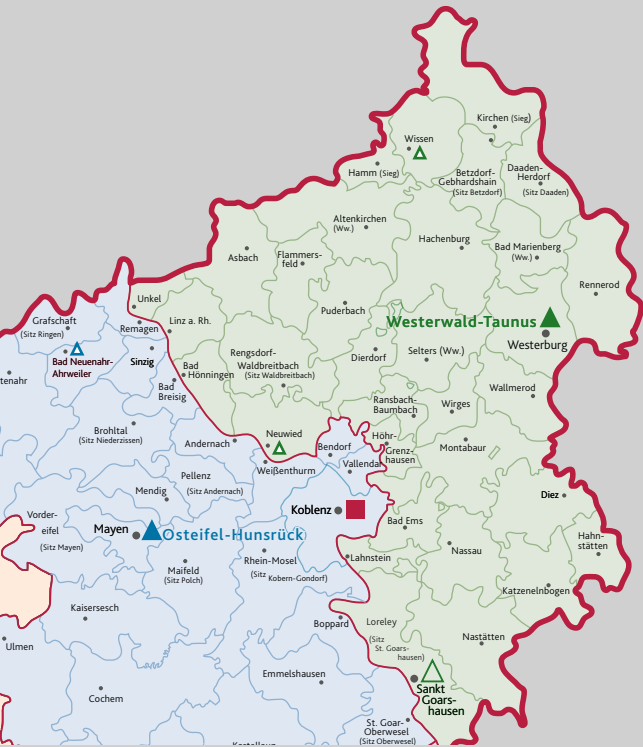 Kirchen (Sieg)
Wissen
Hamm (Sieg)
Betzdorf-
Gebhardshain
(Sitz Betzdorf)
Daaden-
Herdorf
(Sitz Daaden)
Altenkirchen
(Ww.)
Hachenburg
Bad Marienberg
(Ww.)
Asbach
Flammers-
feld
Rennerod
Unkel
Puderbach
Westerwald-Taunus
Westerburg
Grafschaft
(Sitz Ringen)
Remagen
Linz a. Rh.
Bad Neuenahr-
Ahrweiler
Sinzig
tenahr
Bad
Hönningen
Rengsdorf-
Waldbreitbach
(Sitz Waldbreitbach)
Dierdorf
Selters (Ww.)
Bad
Breisig
Wallmerod
Ransbach-
Baumbach
Wirges
Brohltal
(Sitz Niederzissen)
Andernach
Neuwied
Bendorf
Höhr-
Grenz-
hausen
Montabaur
Weißenthurm
Vallendar
Pellenz
(Sitz Andernach)
Mendig
Diez
Koblenz
Vorder-
eifel
(Sitz Mayen)
Mayen
Osteifel-Hunsrück
Bad Ems
Hahn-
stätten
Nassau
Rhein-Mosel
(Sitz Kobern-Gondorf)
Lahnstein
Maifeld
(Sitz Polch)
Katzenelnbogen
Kaisersesch
Boppard
Loreley
(Sitz
St. Goars-
hausen)
Nastätten
Ulmen
Emmelshausen
Sankt
Goars-
hausen
Cochem
St. Goar-
Oberwesel
(Sitz Oberwesel)
Kastellaun